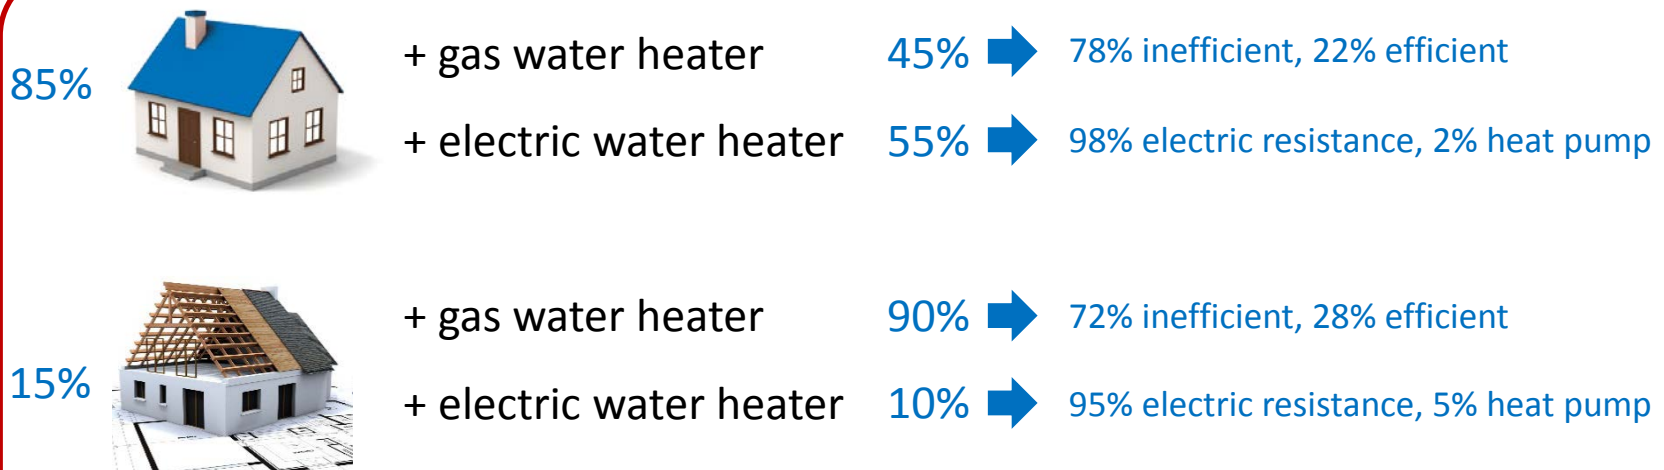 + gas water heater 45% 78% inefficient, 22% efficient
85%
+ electric water heater 55% 98% electric resistance, 2% heat pump
+ gas water heater 90% 72% inefficient, 28% efficient
15%
+ electric water heater 10% 95% electric resistance, 5% heat pump